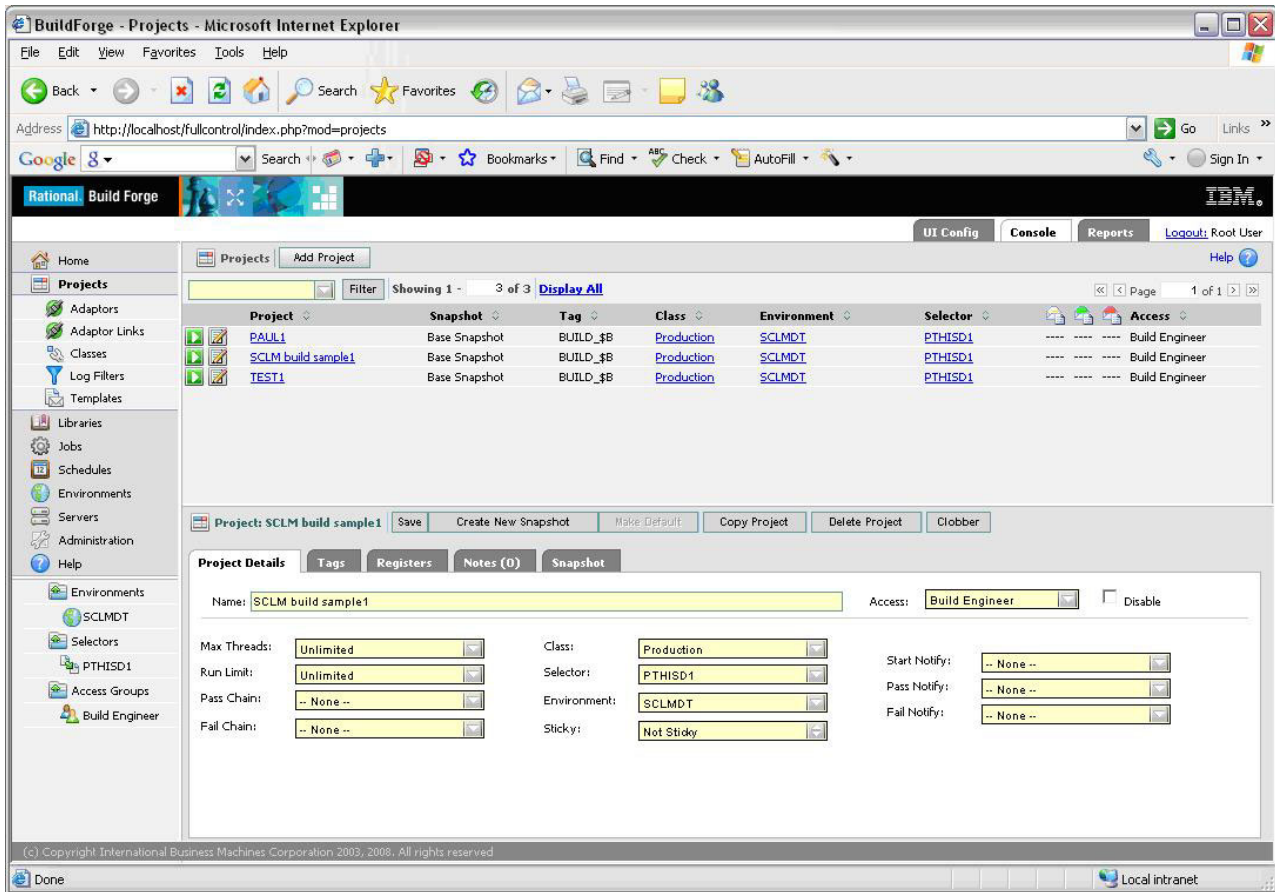 BuildForge - Projects - Microsoft Internet Explorer
File Edit View Favorites Tools Help
Back Search Favorites
Address http://localhost/fullcontrol/index.php?mod=projects Go Links »
Google Search Bookmarks Find ABC Check AutoFill Sign In
Rational. Build Forge IBM.
UI Config Console Reports Logout: Root User
Home Projects Add Project Help
Projects Filter Showing 1 - 3 of 3 Display All Page 1 of 1
Adaptors Project Snapshot Tag Class Environment Selector Access
Adaptor Links PAUL1 Base Snapshot BUILD_$B Production SCLMDT PTHISD1 ---- ---- ---- Build Engineer
Classes SCLM build sample1 Base Snapshot BUILD_$B Production SCLMDT PTHISD1 ---- ---- ---- Build Engineer
Log Filters TEST1 Base Snapshot BUILD_$B Production SCLMDT PTHISD1 ---- ---- ---- Build Engineer
Templates
Libraries
Jobs
Schedules
Environments
Servers
Administration
Help
Environments
SCLMDT
Selectors
PTHISD1
Access Groups
Build Engineer
Project: SCLM build sample1 Save Create New Snapshot Make Default Copy Project Delete Project Clobber
Project Details Tags Registers Notes (0) Snapshot
Name: SCLM build sample1 Access: Build Engineer Disable
Max Threads: Unlimited Class: Production Start Notify: -- None --
Run Limit: Unlimited Selector: PTHISD1 Pass Notify: -- None --
Pass Chain: -- None -- Environment: SCLMDT Fail Notify: -- None --
Fail Chain: -- None -- Sticky: Not Sticky
(c) Copyright International Business Machines Corporation 2003, 2008. All rights reserved
Done Local intranet